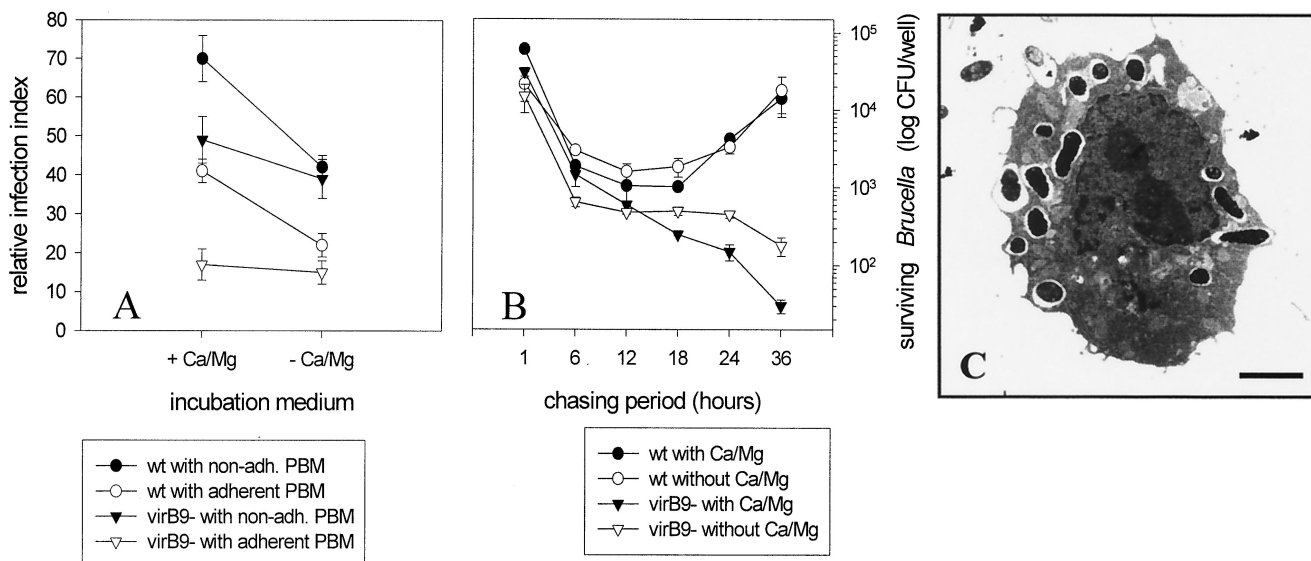 relative infection index
80
70
60
50
40
30
20
10
0
A
+ Ca/Mg
- Ca/Mg
incubation medium
wt with non-adh. PBM
wt with adherent PBM
virB9- with non-adh. PBM
virB9- with adherent PBM
B
1
6
12
18
24
36
chasing period (hours)
10⁵
10⁴
10³
10²
surviving Brucella (log CFU/well)
wt with Ca/Mg
wt without Ca/Mg
virB9- with Ca/Mg
virB9- without Ca/Mg
C